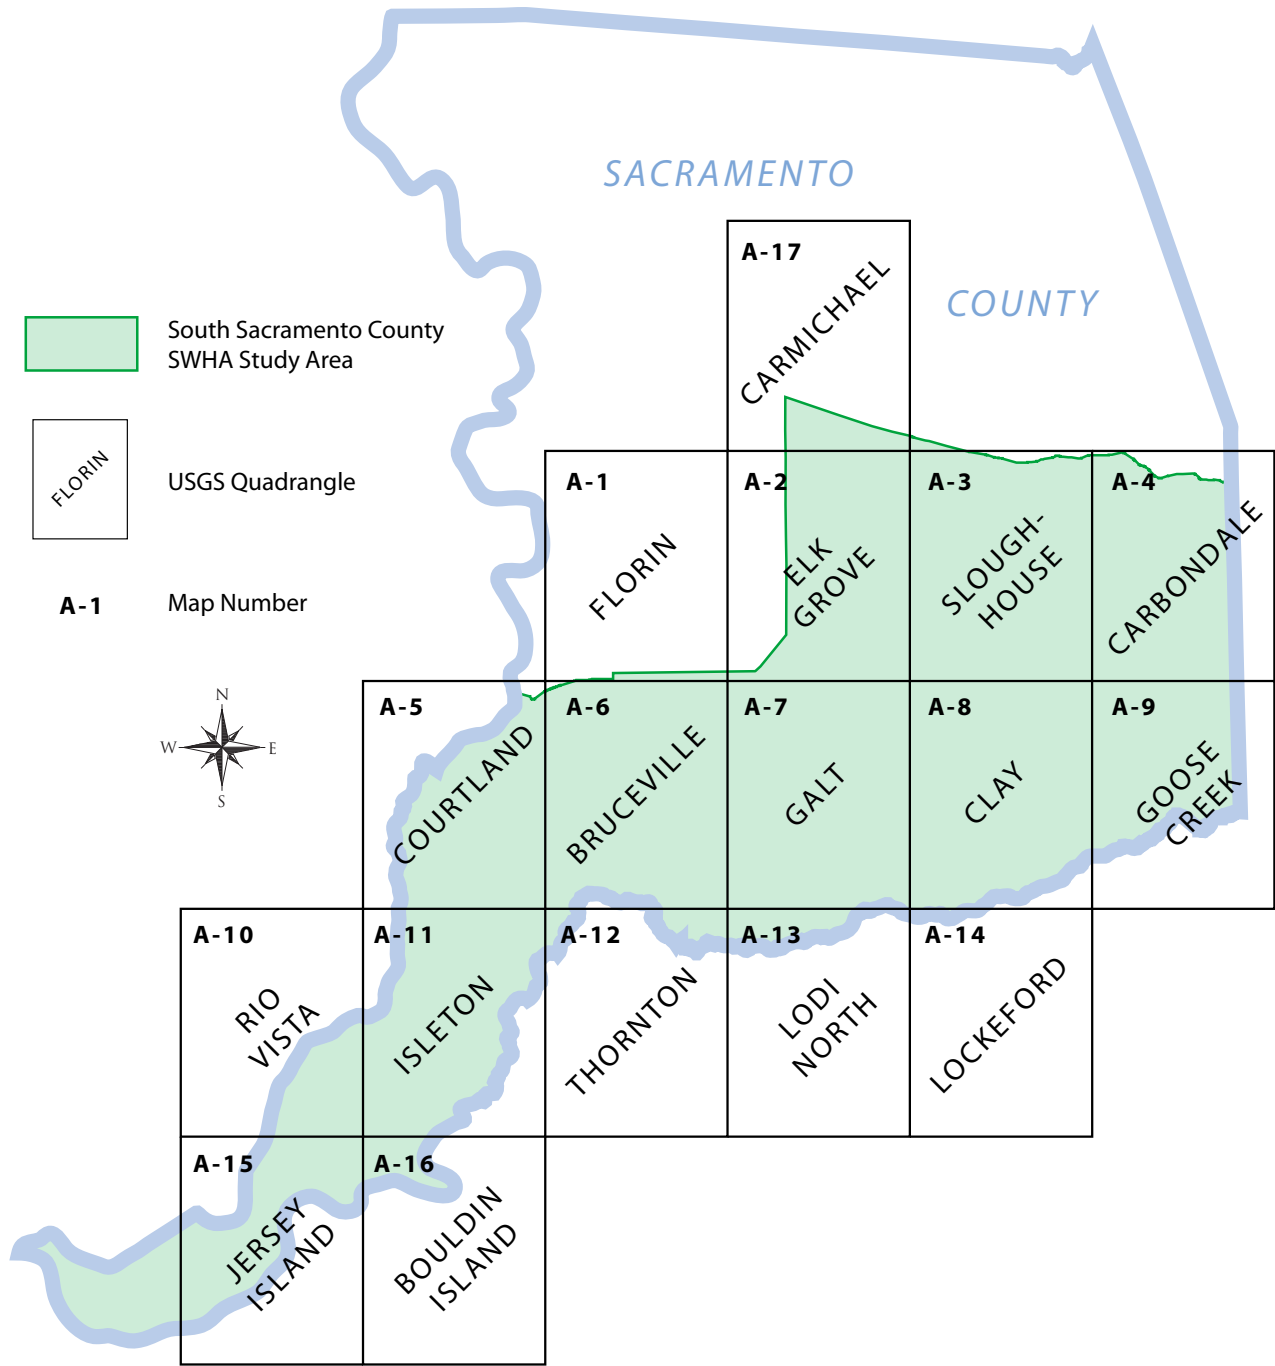 SACRAMENTO
COUNTY
A-17
CARMICHAEL
South Sacramento County
SWHA Study Area
FLORIN
USGS Quadrangle
A-1
Map Number
N
W
E
S
A-1
FLORIN
A-2
ELK
GROVE
A-3
SLOUGH-
HOUSE
A-4
CARBONDALE
A-5
COURTLAND
A-6
BRUCEVILLE
A-7
GALT
A-8
CLAY
A-9
GOOSE
CREEK
A-10
RIO
VISTA
A-11
ISLETON
A-12
THORNTON
A-13
LODI
NORTH
A-14
LOCKEFORD
A-15
JERSEY
ISLAND
A-16
BOULDIN
ISLAND